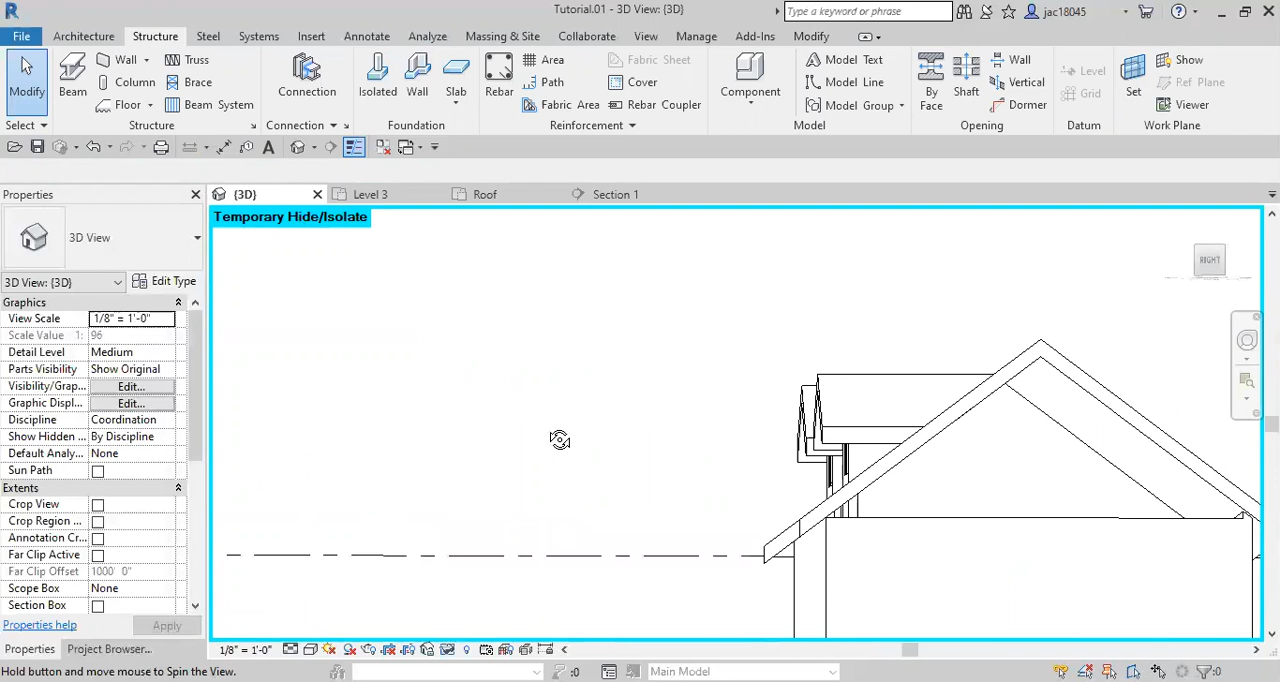 Tutorial.01 - 3D View: {3D}
Type a keyword or phrase
jac18045
File Architecture Structure Steel Systems Insert Annotate Analyze Massing & Site Collaborate View Manage Add-Ins Modify
Modify
Select
Beam
Wall
Truss
Column
Brace
Floor
Beam System
Structure
Connection
Connection
Isolated
Wall
Slab
Foundation
Rebar
Area
Fabric Sheet
Path
Cover
Fabric Area
Rebar Coupler
Reinforcement
Component
Model Text
Model Line
Model Group
Model
By
Face
Shaft
Wall
Vertical
Dormer
Opening
Level
Grid
Datum
Set
Show
Ref Plane
Viewer
Work Plane
Properties
{3D}
Level 3
Roof
Section 1
3D View
3D View: {3D}
Edit Type
Graphics
View Scale 1/8" = 1'-0"
Scale Value 1: 96
Detail Level Medium
Parts Visibility Show Original
Visibility/Grap... Edit...
Graphic Displ... Edit...
Discipline Coordination
Show Hidden ... By Discipline
Default Analy... None
Sun Path
Extents
Crop View
Crop Region ...
Annotation Cr...
Far Clip Active
Far Clip Offset 1000' 0"
Scope Box None
Section Box
Properties help
Apply
Properties
Project Browser...
Temporary Hide/Isolate
RIGHT
1/8" = 1'-0"
Hold button and move mouse to Spin the View.
:0
Main Model
:0